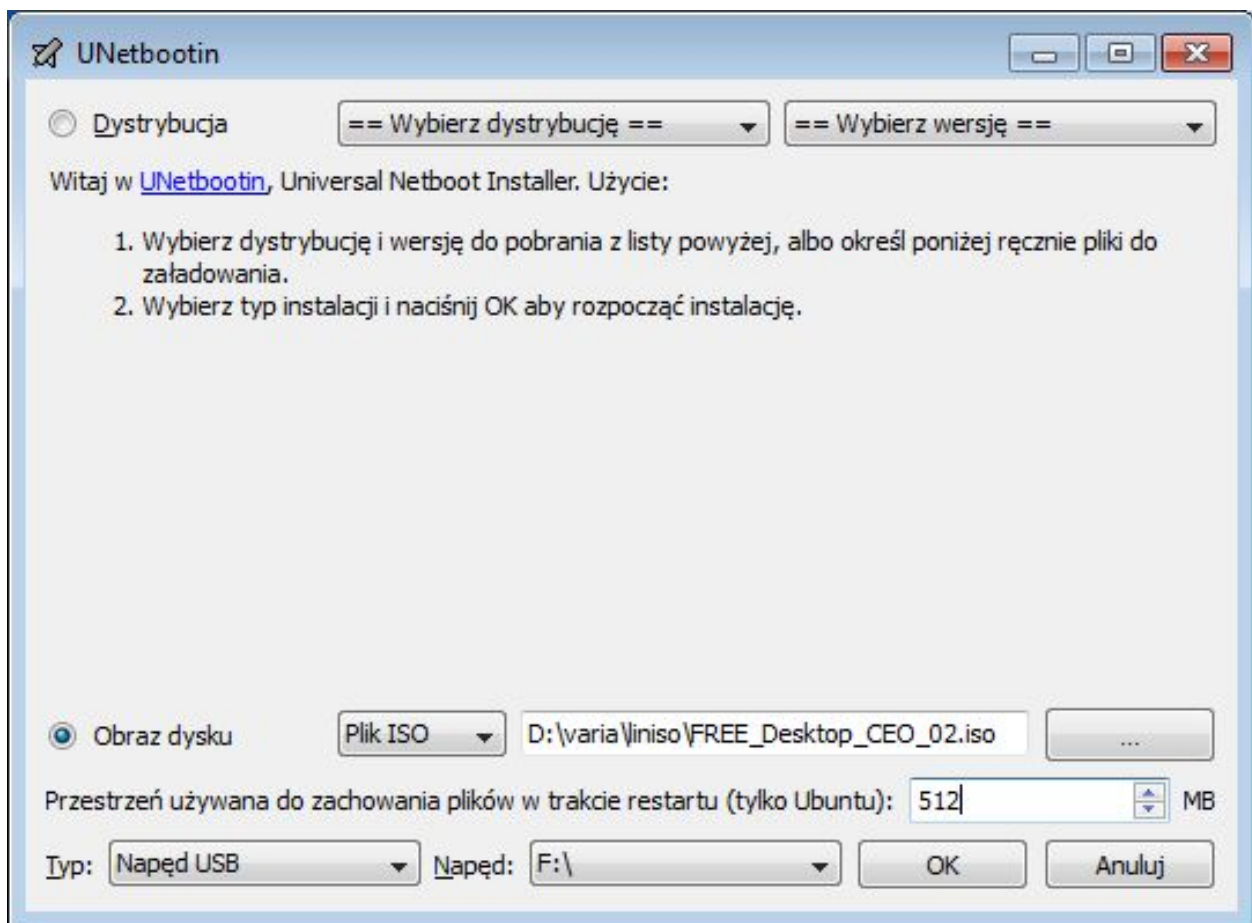 UNetbootin
Dystrybucja == Wybierz dystrybucję == == Wybierz wersję ==
Witaj w UNetbootin, Universal Netboot Installer. Użycie:
1. Wybierz dystrybucję i wersję do pobrania z listy powyżej, albo określ poniżej ręcznie pliki do
załadowania.
2. Wybierz typ instalacji i naciśnij OK aby rozpocząć instalację.
Obraz dysku Plik ISO D:\varia\liniso\FREE_Desktop_CEO_02.iso ...
Przestrzeń używana do zachowania plików w trakcie restartu (tylko Ubuntu): 512 MB
Typ: Napęd USB Napęd: F:\ OK Anuluj